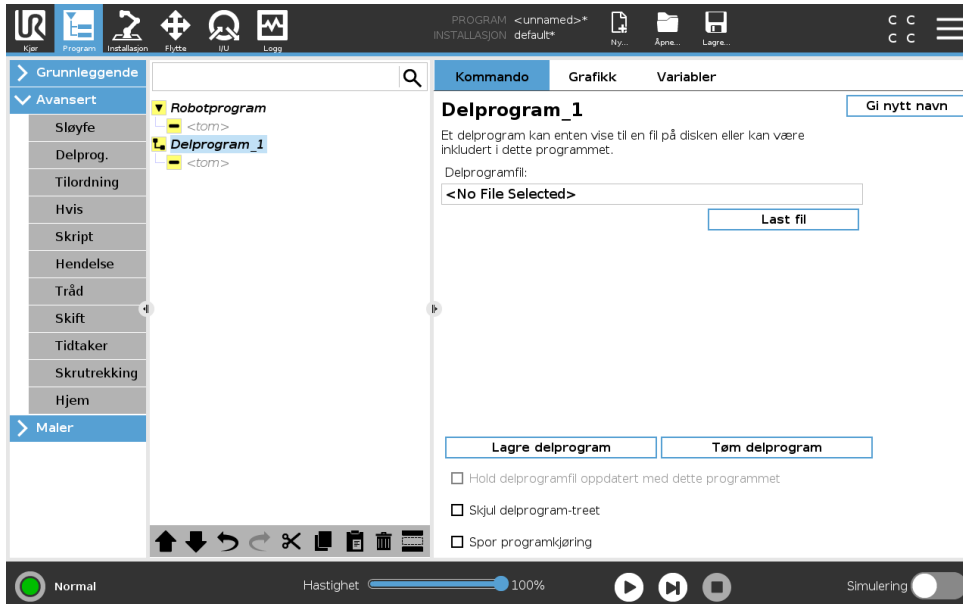 PROGRAM <unnamed>*
INSTALLASJON default*
UR
Kjør
Program
Installasjon
Flytte
I/U
Logg
Ny...
Åpne...
Lagre...
C C
C C
Grunnleggende
Avansert
Sløyfe
Delprog.
Tilordning
Hvis
Skript
Hendelse
Tråd
Skift
Tidtaker
Skrutrekking
Hjem
Maler
Robotprogram
<tom>
Delprogram_1
<tom>
Kommando
Grafikk
Variabler
Delprogram_1
Gi nytt navn
Et delprogram kan enten vise til en fil på disken eller kan være
inkludert i dette programmet.
Delprogramfil:
<No File Selected>
Last fil
Lagre delprogram
Tøm delprogram
Hold delprogramfil oppdatert med dette programmet
Skjul delprogram-treet
Spor programkjøring
Normal
Hastighet
100%
Simulering